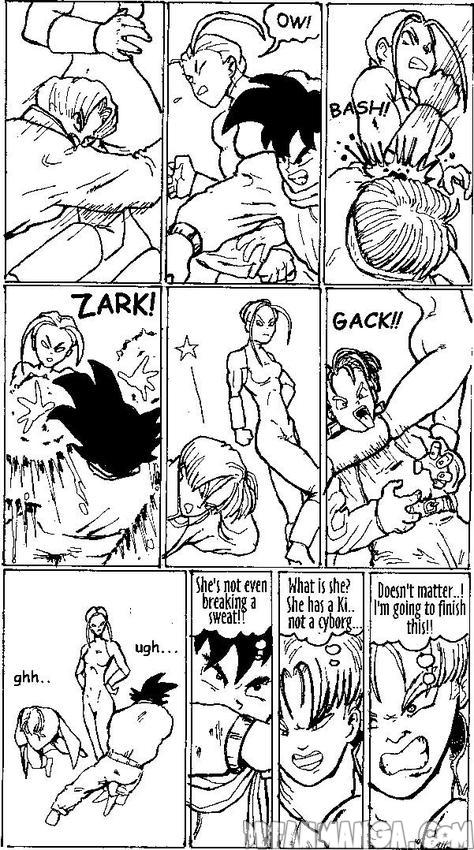 OW!
BASH!
ZARK!
GACK!!
ghh..
ugh...
She's not even
breaking a
sweat!!
What is she?
She has a Ki..
not a cyborg...
Doesn't matter..!
I'm going to finish
this!!